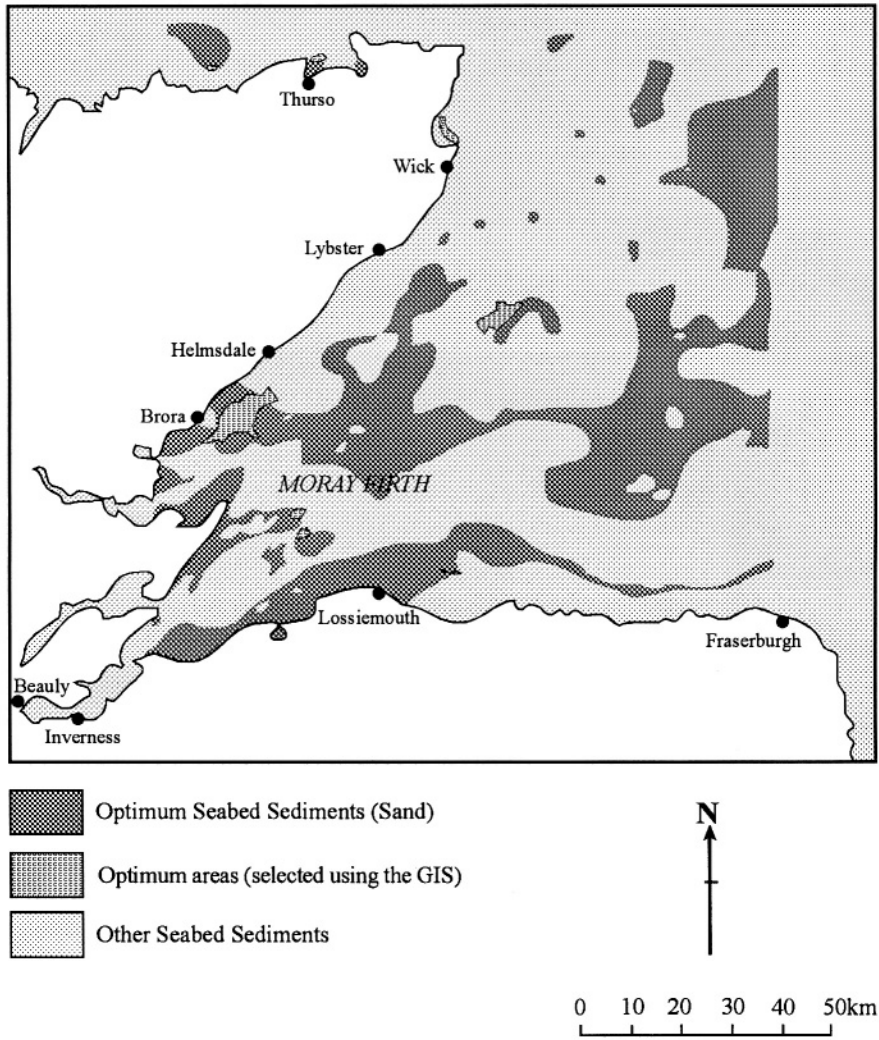 Thurso
Wick
Lybster
Helmsdale
Brora
MORAY FIRTH
Lossiemouth
Fraserburgh
Beauly
Inverness
Optimum Seabed Sediments (Sand)
Optimum areas (selected using the GIS)
Other Seabed Sediments
N
0 10 20 30 40 50km